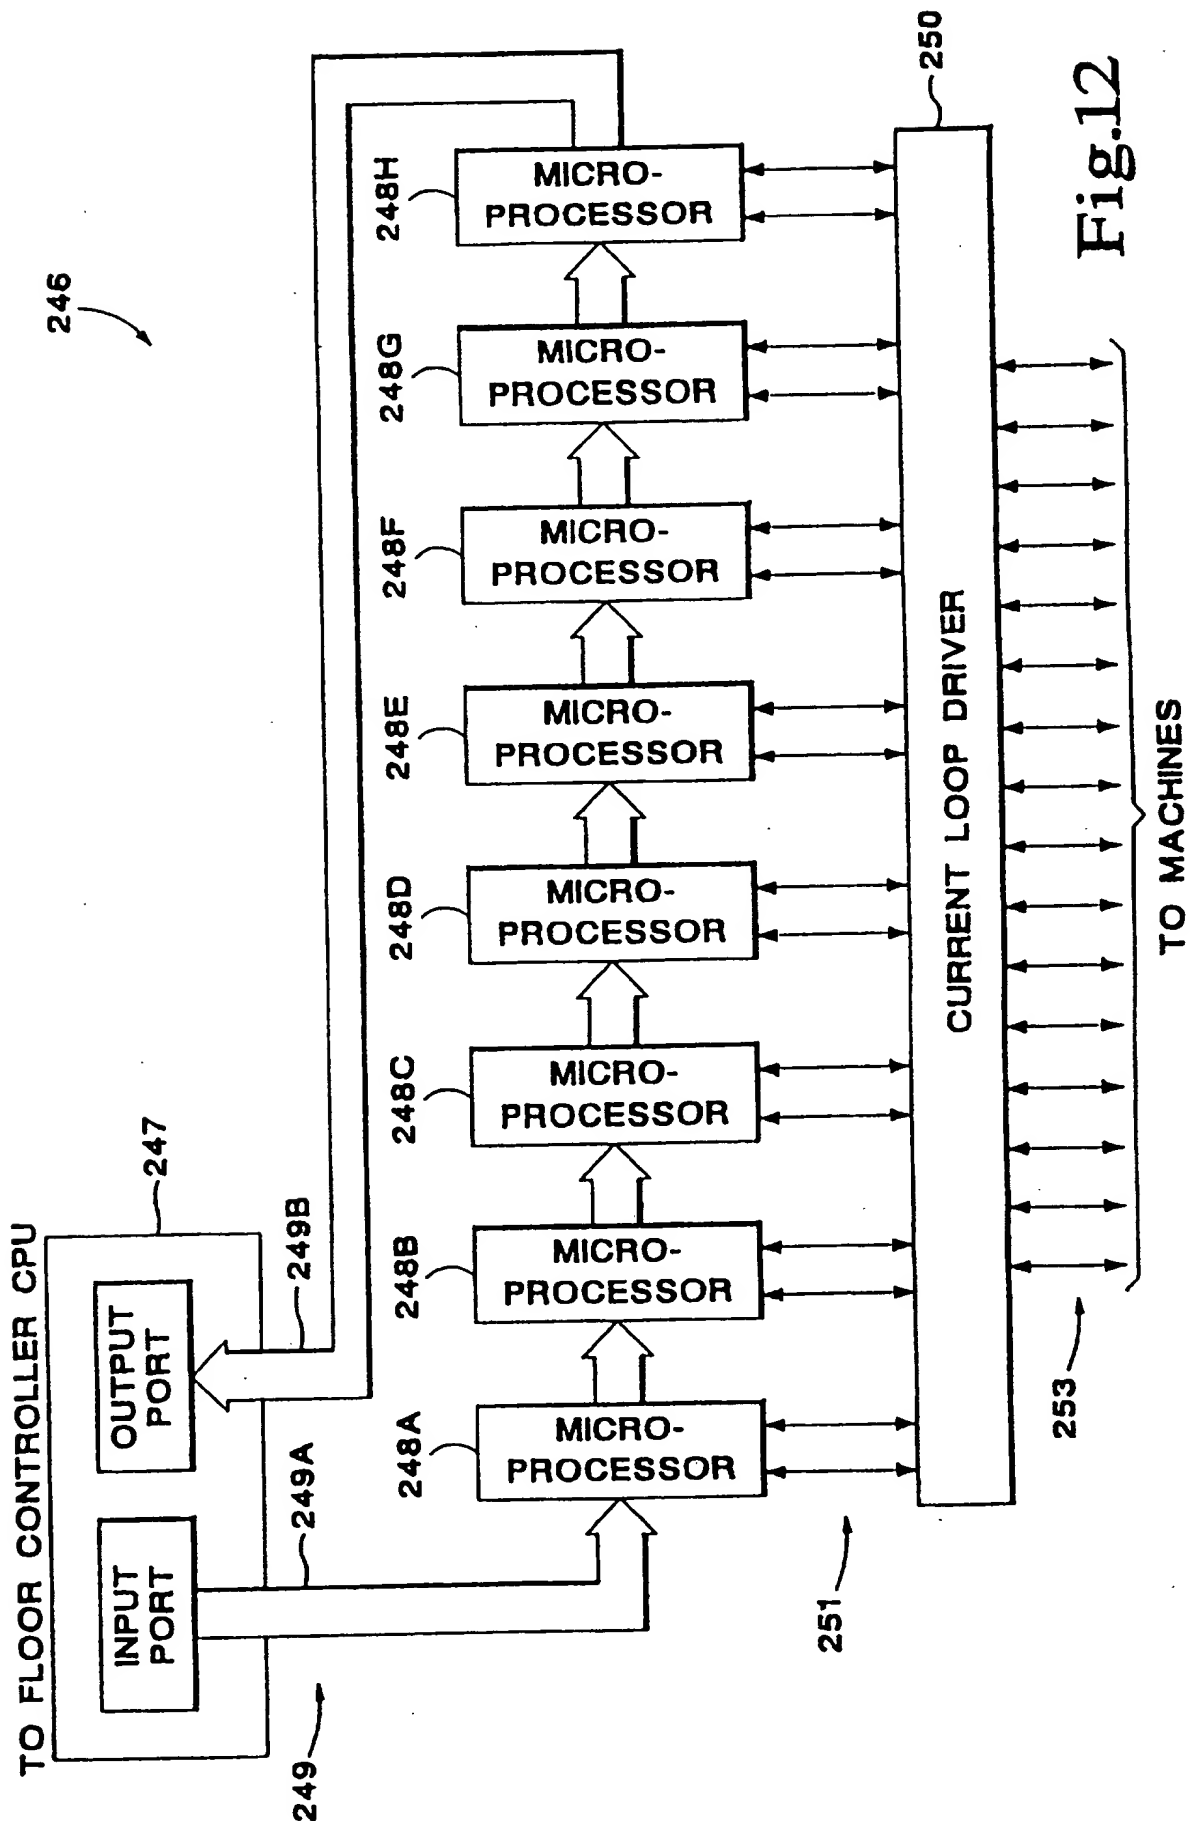 TO FLOOR CONTROLLER CPU
247
INPUT
PORT
OUTPUT
PORT
246
249
249A
249B
248A
248B
248C
248D
248E
248F
248G
248H
MICRO-
PROCESSOR
MICRO-
PROCESSOR
MICRO-
PROCESSOR
MICRO-
PROCESSOR
MICRO-
PROCESSOR
MICRO-
PROCESSOR
MICRO-
PROCESSOR
MICRO-
PROCESSOR
251
CURRENT LOOP DRIVER
250
253
TO MACHINES
Fig.12